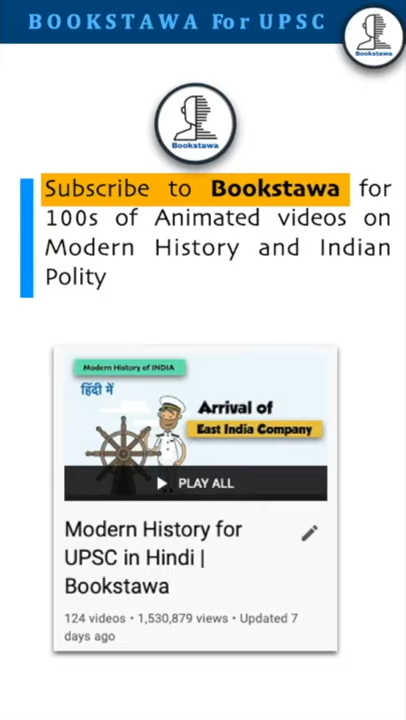 BOOKSTAWA For UPSC
Bookstawa
Bookstawa
Subscribe to Bookstawa for
100s of Animated videos on
Modern History and Indian
Polity
Modern History of INDIA
हिंदी में
Arrival of
East India Company
PLAY ALL
Modern History for
UPSC in Hindi |
Bookstawa
124 videos • 1,530,879 views • Updated 7
days ago